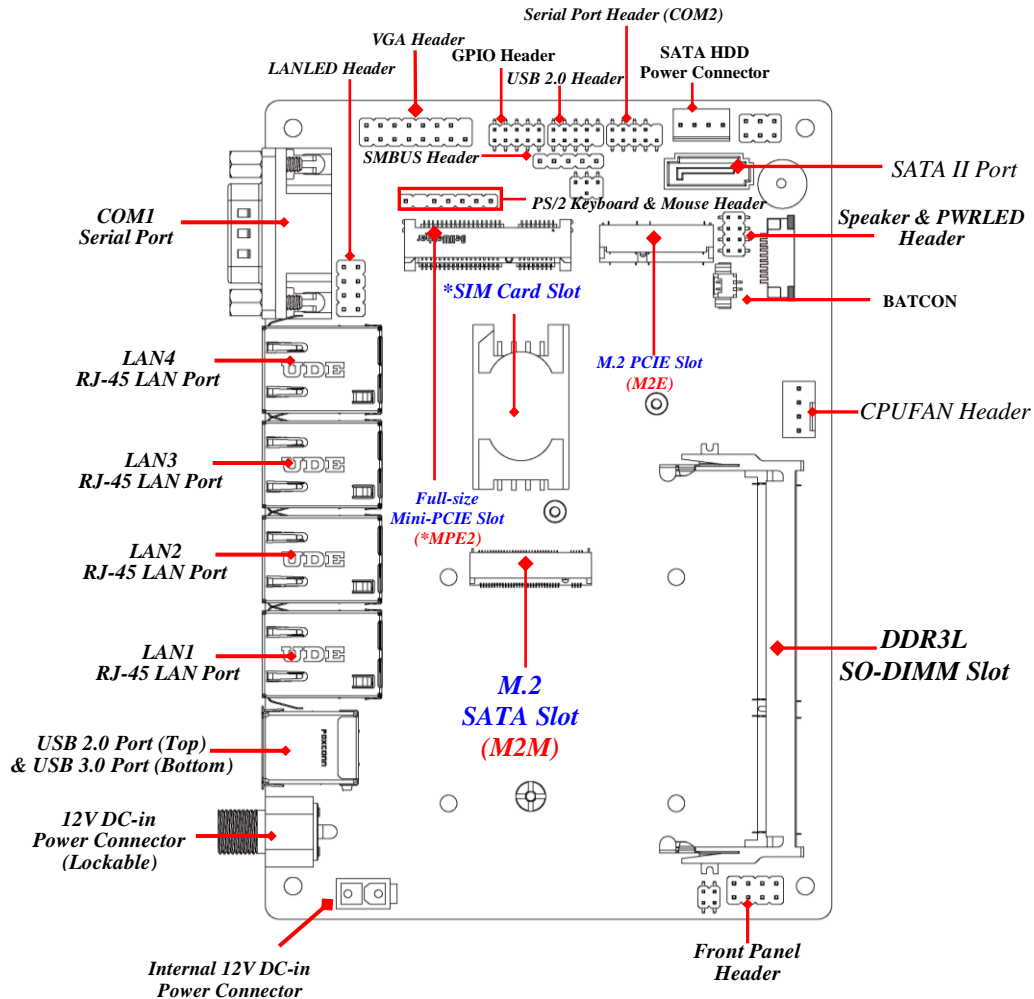 Serial Port Header (COM2)
VGA Header
GPIO Header
SATA HDD
Power Connector
LANLED Header
USB 2.0 Header
SMBUS Header
SATA II Port
PS/2 Keyboard & Mouse Header
COM1
Serial Port
Speaker & PWRLED
Header
*SIM Card Slot
BATCON
LAN4
RJ-45 LAN Port
UDE
M.2 PCIE Slot
(M2E)
CPUFAN Header
LAN3
RJ-45 LAN Port
UDE
Full-size
Mini-PCIE Slot
(*MPE2)
LAN2
RJ-45 LAN Port
UDE
LAN1
RJ-45 LAN Port
UDE
DDR3L
SO-DIMM Slot
M.2
SATA Slot
(M2M)
USB 2.0 Port (Top)
& USB 3.0 Port (Bottom)
FOXCONN
12V DC-in
Power Connector
(Lockable)
Front Panel
Header
Internal 12V DC-in
Power Connector